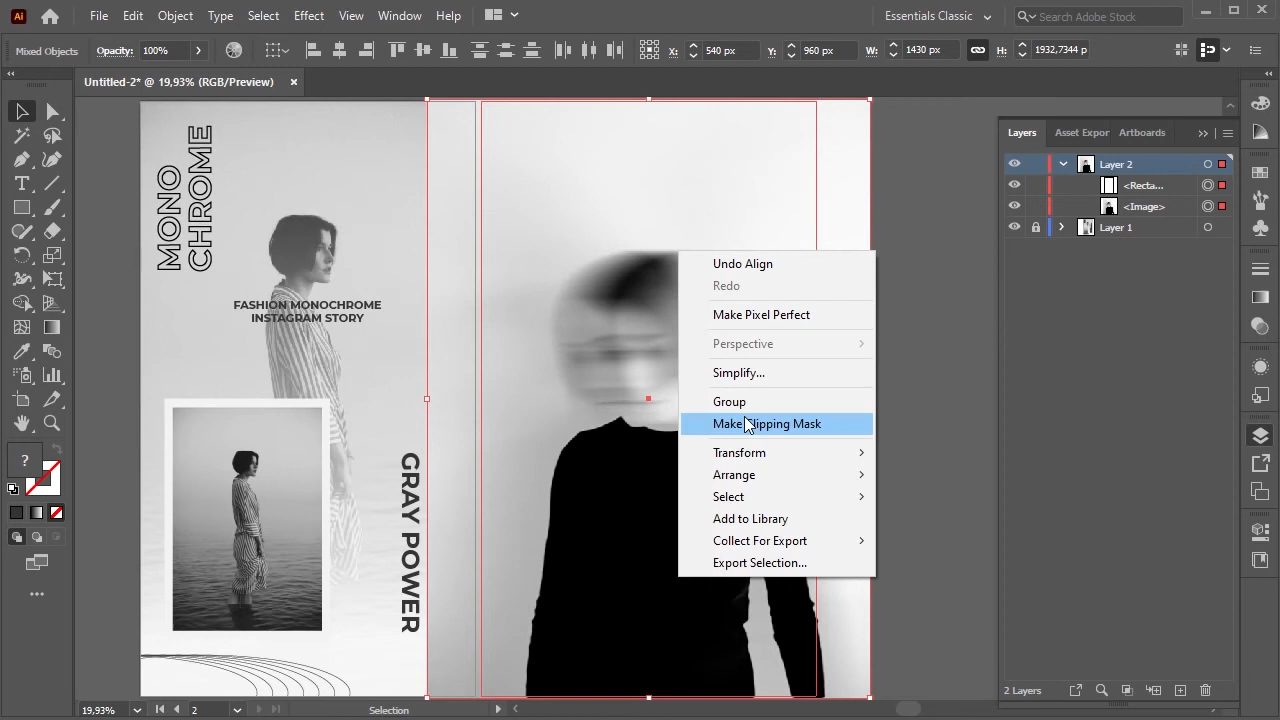 Ai File Edit Object Type Select Effect View Window Help Essentials Classic Search Adobe Stock
Mixed Objects Opacity: 100% X: 540 px Y: 960 px W: 1430 px H: 1932,7344 p
Untitled-2* @ 19,93% (RGB/Preview) ×
MONO
CHROME
FASHION MONOCHROME
INSTAGRAM STORY
GRAY POWER
Undo Align
Redo
Make Pixel Perfect
Perspective
Simplify...
Group
Make Clipping Mask
Transform
Arrange
Select
Add to Library
Collect For Export
Export Selection...
Layers Asset Expor Artboards
Layer 2
<Recta...
<Image>
Layer 1
?
2 Layers
19,93% 2 Selection